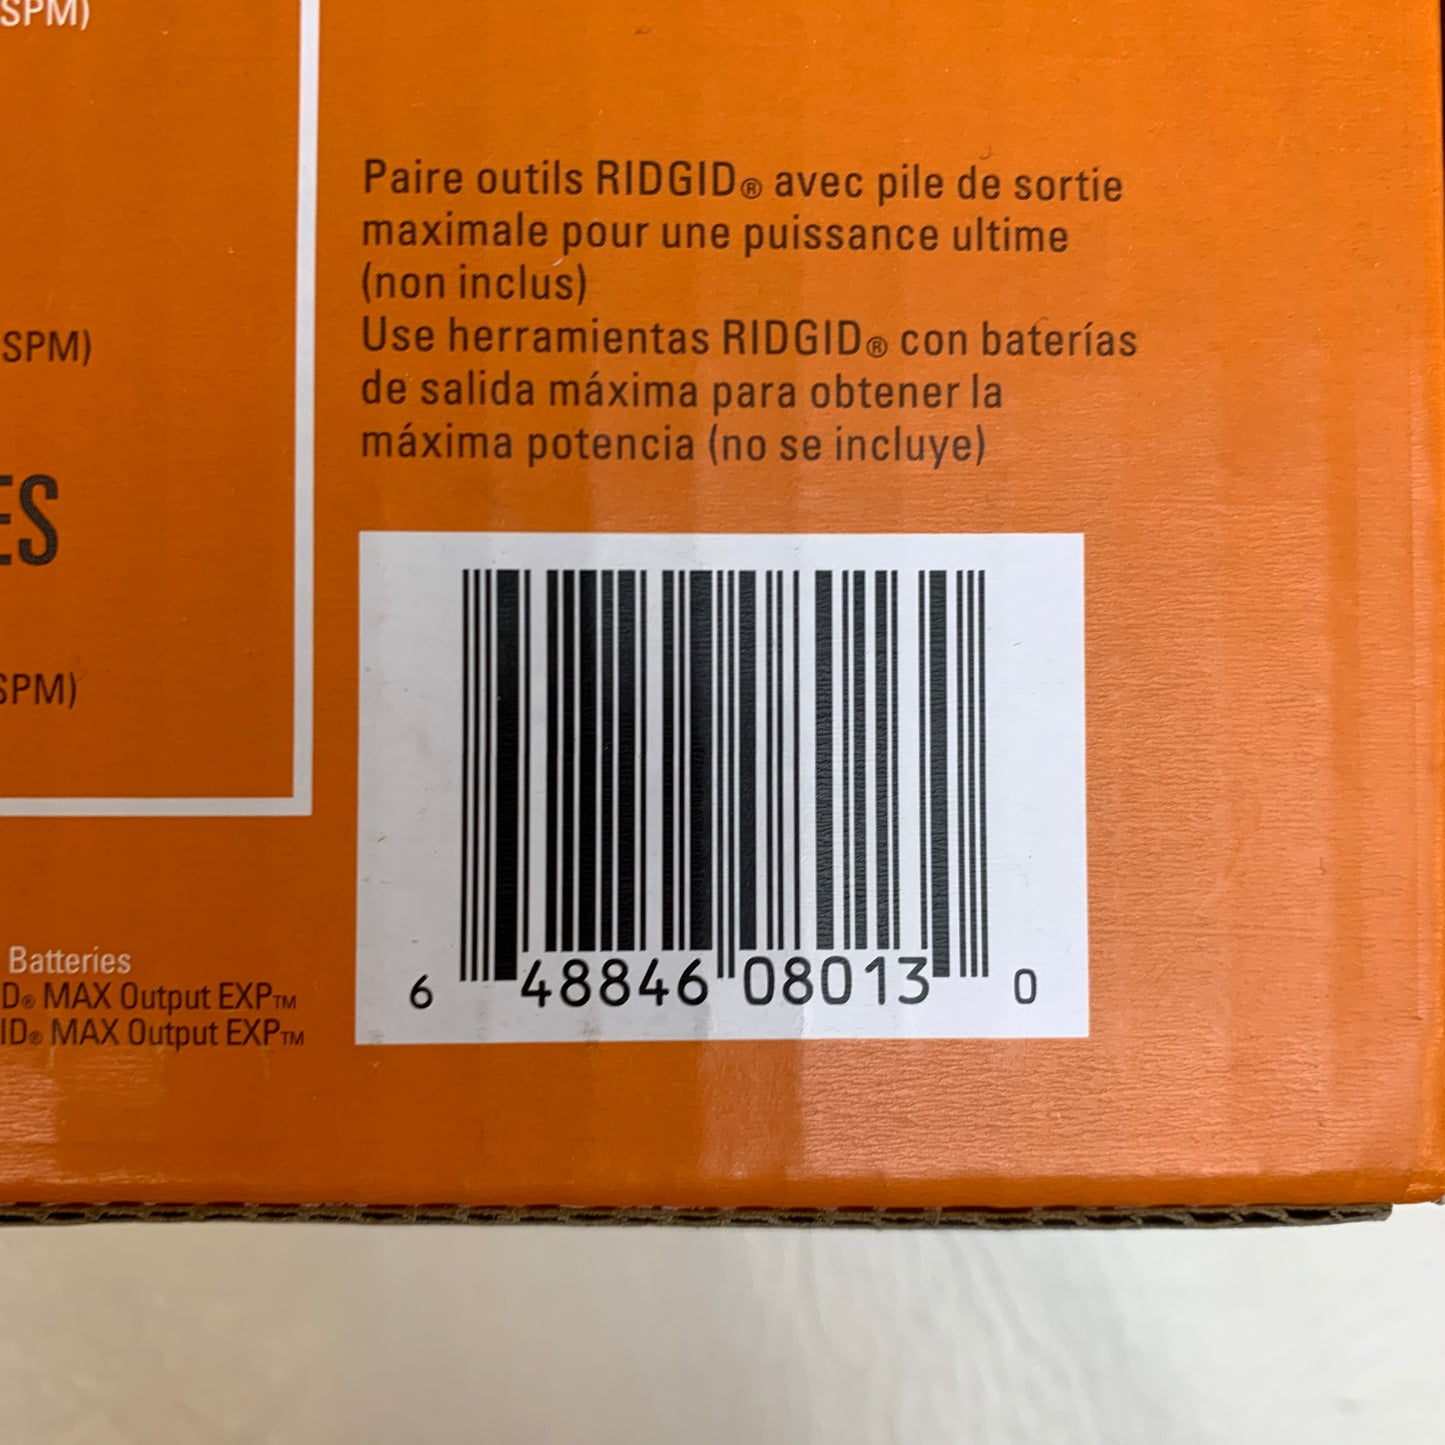 SPM)
Paire outils RIDGID® avec pile de sortie
maximale pour une puissance ultime
(non inclus)
Use herramientas RIDGID® con baterías
de salida máxima para obtener la
máxima potencia (no se incluye)
SPM)
ES
SPM)
Batteries
D® MAX Output EXP™
ID® MAX Output EXP™
6 48846 08013 0